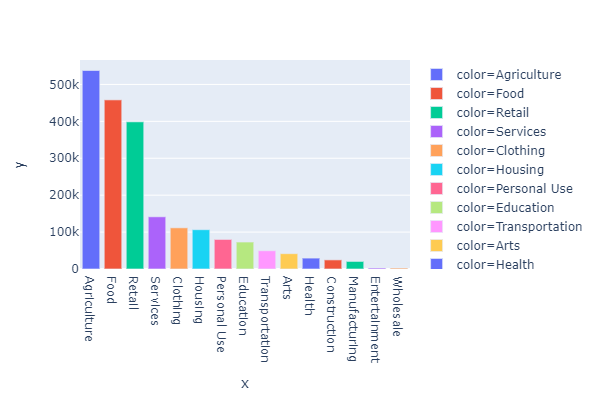 500k
400k
300k
200k
100k
0
y
Agriculture
Food
Retail
Services
Clothing
Housing
Personal Use
Education
Transportation
Arts
Health
Construction
Manufacturing
Entertainment
Wholesale
x
color=Agriculture
color=Food
color=Retail
color=Services
color=Clothing
color=Housing
color=Personal Use
color=Education
color=Transportation
color=Arts
color=Health